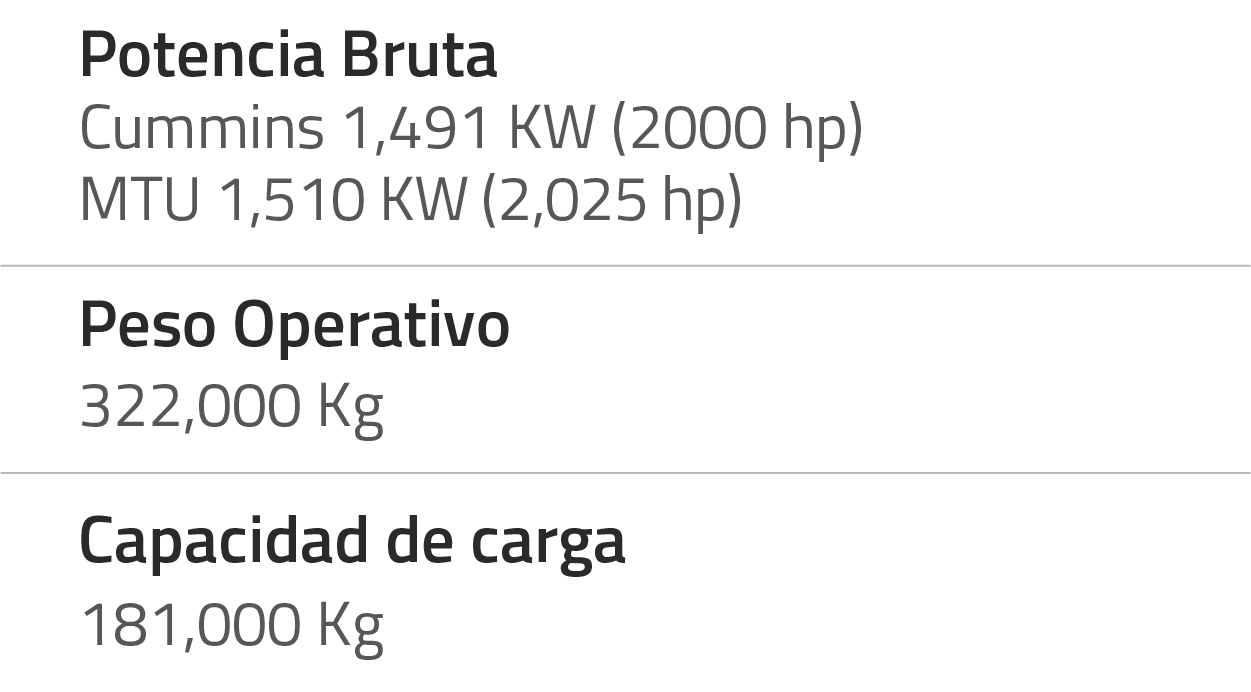 Potencia Bruta
Cummins 1,491 KW (2000 hp)
MTU 1,510 KW (2,025 hp)
Peso Operativo
322,000 Kg
Capacidad de carga
181,000 Kg